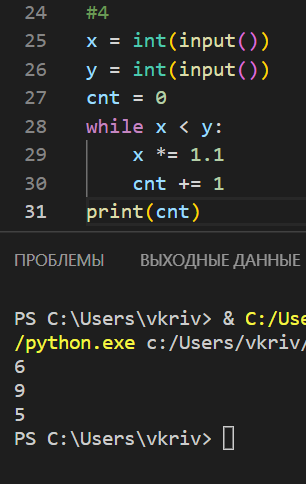 24 #4
25 x = int(input())
26 y = int(input())
27 cnt = 0
28 while x < y:
29     x *= 1.1
30     cnt += 1
31 print(cnt)
ПРОБЛЕМЫ ВЫХОДНЫЕ ДАННЫЕ
PS C:\Users\vkriv> & C:/Use
/python.exe c:/Users/vkriv/
6
9
5
PS C:\Users\vkriv>